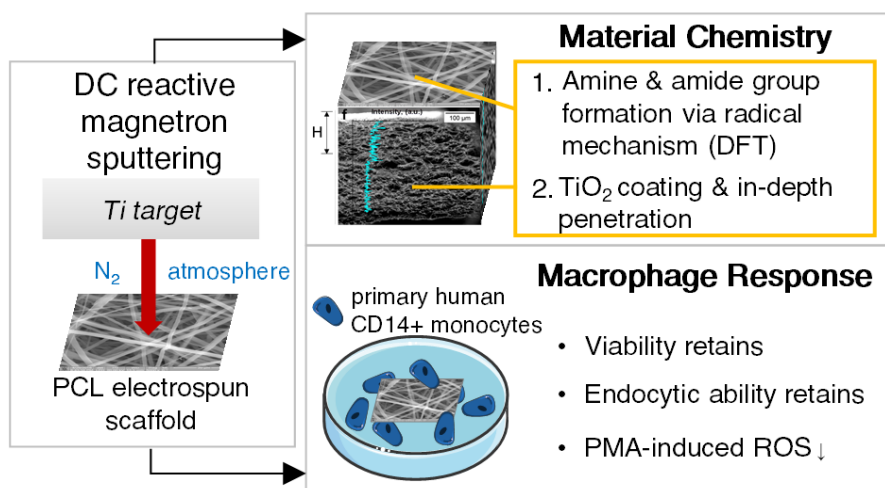 DC reactive
magnetron
sputtering
Ti target
N₂ atmosphere
PCL electrospun
scaffold
Material Chemistry
H
f
Intensity, (a.u.)
100 µm
1. Amine & amide group
formation via radical
mechanism (DFT)
2. TiO₂ coating & in-depth
penetration
Macrophage Response
primary human
CD14+ monocytes
• Viability retains
• Endocytic ability retains
• PMA-induced ROS ↓